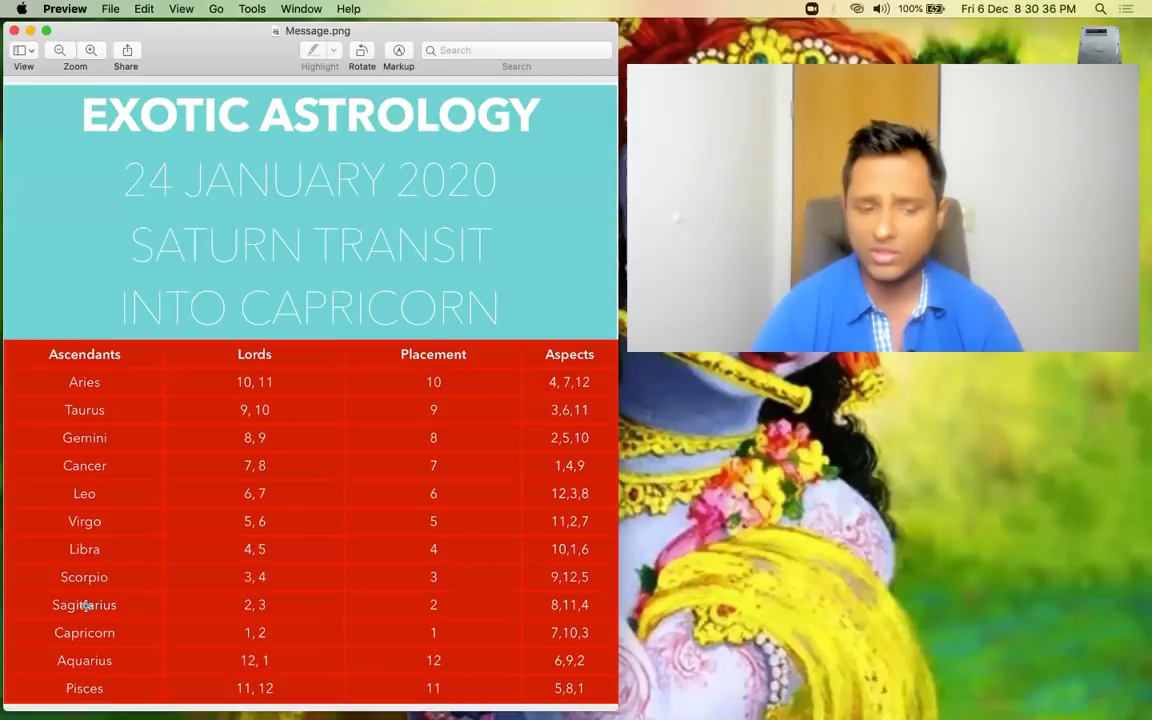 Preview File Edit View Go Tools Window Help 100% Fri 6 Dec 8 30 36 PM
Message.png
Search
View Zoom Share Highlight Rotate Markup Search
EXOTIC ASTROLOGY
24 JANUARY 2020
SATURN TRANSIT
INTO CAPRICORN
Ascendants Lords Placement Aspects
Aries 10, 11 10 4, 7,12
Taurus 9, 10 9 3,6,11
Gemini 8, 9 8 2,5,10
Cancer 7, 8 7 1,4,9
Leo 6, 7 6 12,3,8
Virgo 5, 6 5 11,2,7
Libra 4, 5 4 10,1,6
Scorpio 3, 4 3 9,12,5
Sagittarius 2, 3 2 8,11,4
Capricorn 1, 2 1 7,10,3
Aquarius 12, 1 12 6,9,2
Pisces 11, 12 11 5,8,1